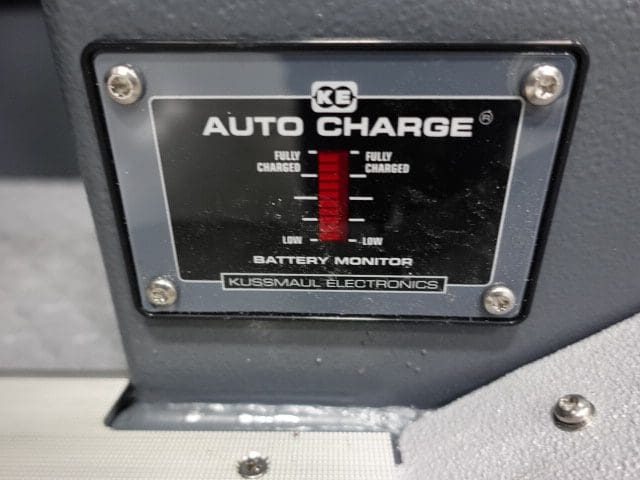 KE
AUTO CHARGE®
FULLY CHARGED
FULLY CHARGED
LOW
LOW
BATTERY MONITOR
KUSSMAUL ELECTRONICS